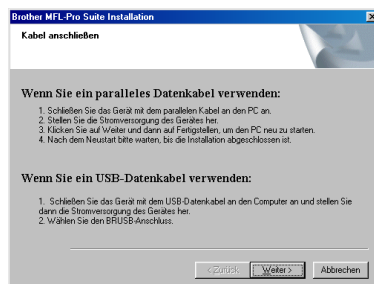 Brother MFL-Pro Suite Installation
Kabel anschließen
Wenn Sie ein paralleles Datenkabel verwenden:
1. Schließen Sie das Gerät mit dem parallelen Kabel an den PC an.
2. Stellen Sie die Stromversorgung des Gerätes her.
3. Klicken Sie auf Weiter und dann auf Fertigstellen, um den PC neu zu starten.
4. Nach dem Neustart bitte warten, bis die Installation abgeschlossen ist.
Wenn Sie ein USB-Datenkabel verwenden:
1. Schließen Sie das Gerät mit dem USB-Datenkabel an den Computer an und stellen Sie
dann die Stromversorgung des Gerätes her.
2. Wählen Sie den BRUSB-Anschluss.
< Zurück Weiter > Abbrechen